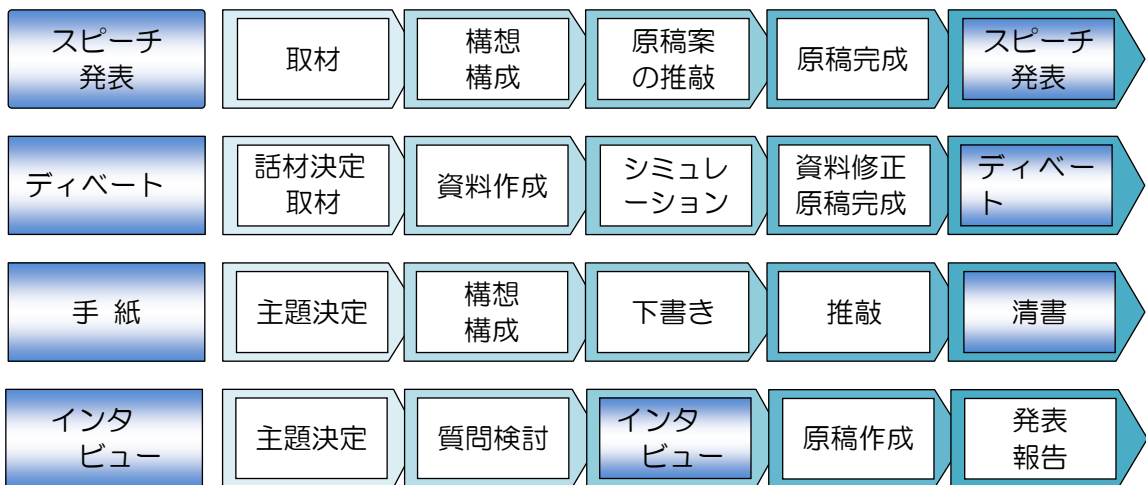 スピーチ
発表
取材
構想
構成
原稿案
の推敲
原稿完成
スピーチ
発表
ディベート
話材決定
取材
資料作成
シミュレ
ーション
資料修正
原稿完成
ディベー
ト
手 紙
主題決定
構想
構成
下書き
推敲
清書
インタ
ビュー
主題決定
質問検討
インタ
ビュー
原稿作成
発表
報告